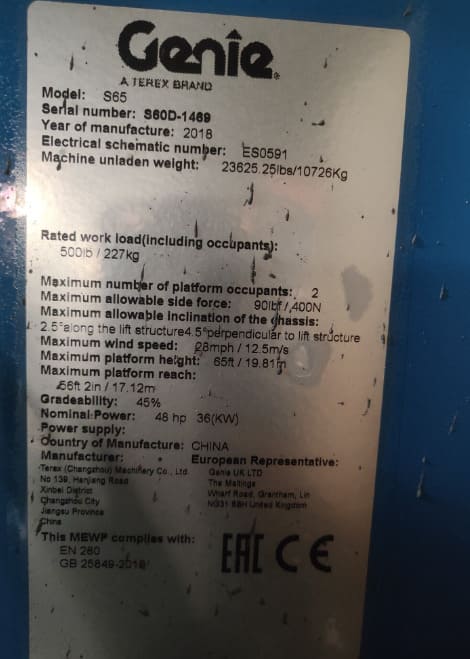 Genie
A TEREX BRAND
Model: S65
Serial number: S60D-1469
Year of manufacture: 2018
Electrical schematic number: ES0591
Machine unladen weight: 23625.25lbs/10726Kg
Rated work load(including occupants):
500lb / 227kg
Maximum number of platform occupants: 2
Maximum allowable side force: 90lbf / 400N
Maximum allowable inclination of the chassis:
2.5°along the lift structure4.5°perpendicular to lift structure
Maximum wind speed: 28mph / 12.5m/s
Maximum platform height: 65ft / 19.81m
Maximum platform reach:
56ft 2in / 17.12m
Gradeability: 45%
Nominal Power: 48 hp 36(KW)
Power supply:
Country of Manufacture: CHINA
Manufacturer: European Representative:
Terex (Changzhou) Machinery Co., Ltd. Genie UK LTD
No 139, Hanjiang Road The Maltings
Xinbei District Wharf Road, Grantham, Lin
Changzhou City NG31 6BH United Kingdom
Jiangsu Province
China
This MEWP complies with:
EN 280
GB 25849-2018
EAC CE